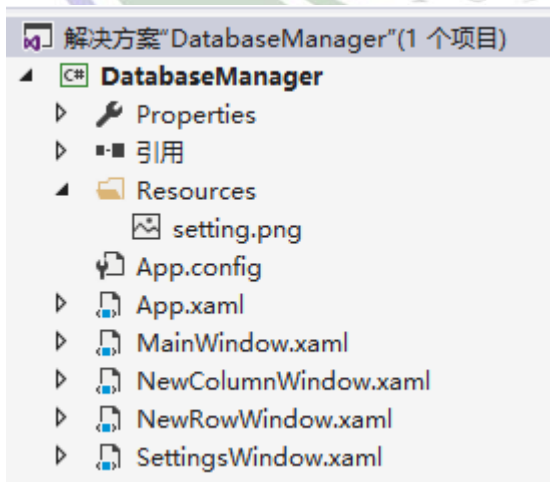 解决方案"DatabaseManager"(1 个项目)
C# DatabaseManager
Properties
引用
Resources
setting.png
App.config
App.xaml
MainWindow.xaml
NewColumnWindow.xaml
NewRowWindow.xaml
SettingsWindow.xaml